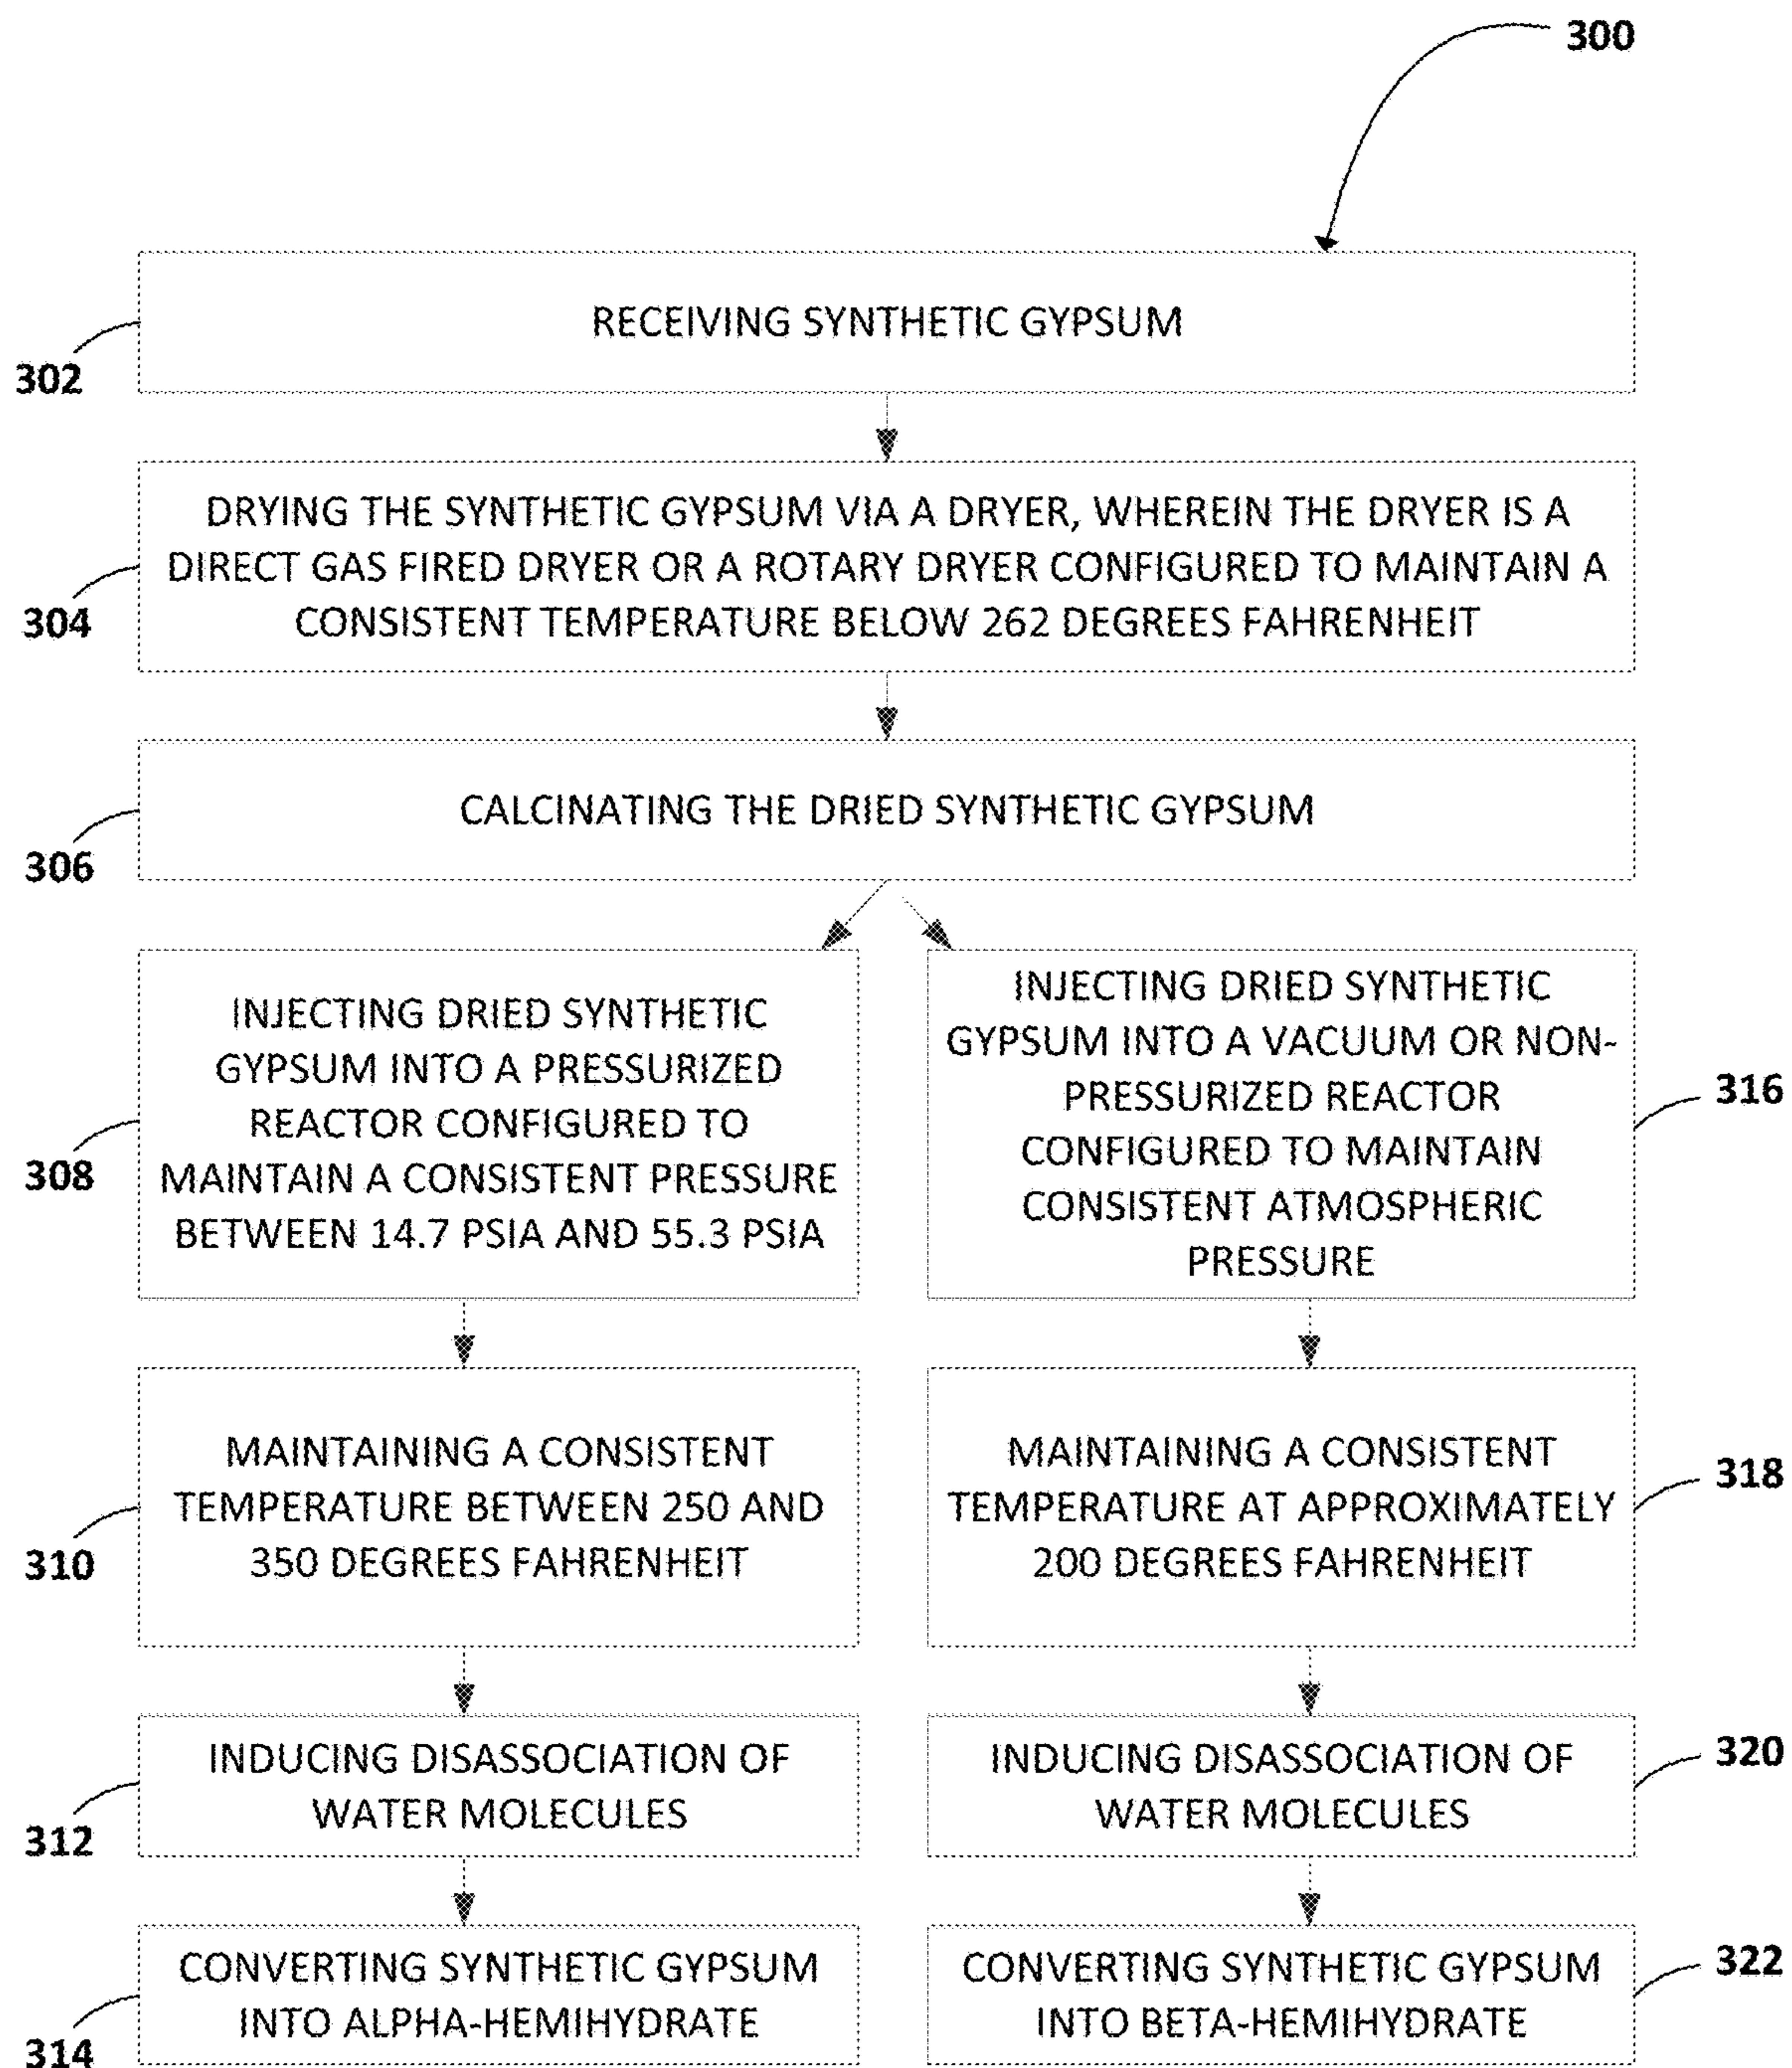 300
RECEIVING SYNTHETIC GYPSUM
302
DRYING THE SYNTHETIC GYPSUM VIA A DRYER, WHEREIN THE DRYER IS A
DIRECT GAS FIRED DRYER OR A ROTARY DRYER CONFIGURED TO MAINTAIN A
CONSISTENT TEMPERATURE BELOW 262 DEGREES FAHRENHEIT
304
CALCINATING THE DRIED SYNTHETIC GYPSUM
306
INJECTING DRIED SYNTHETIC
GYPSUM INTO A PRESSURIZED
REACTOR CONFIGURED TO
MAINTAIN A CONSISTENT PRESSURE
BETWEEN 14.7 PSIA AND 55.3 PSIA
308
INJECTING DRIED SYNTHETIC
GYPSUM INTO A VACUUM OR NON-
PRESSURIZED REACTOR
CONFIGURED TO MAINTAIN
CONSISTENT ATMOSPHERIC
PRESSURE
316
MAINTAINING A CONSISTENT
TEMPERATURE BETWEEN 250 AND
350 DEGREES FAHRENHEIT
310
MAINTAINING A CONSISTENT
TEMPERATURE AT APPROXIMATELY
200 DEGREES FAHRENHEIT
318
INDUCING DISASSOCIATION OF
WATER MOLECULES
312
INDUCING DISASSOCIATION OF
WATER MOLECULES
320
CONVERTING SYNTHETIC GYPSUM
INTO ALPHA-HEMIHYDRATE
314
CONVERTING SYNTHETIC GYPSUM
INTO BETA-HEMIHYDRATE
322